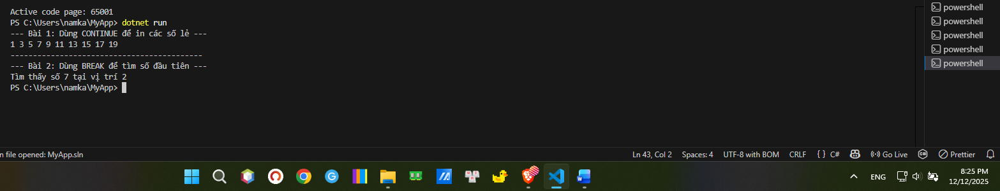 Active code page: 65001
PS C:\Users\namka\MyApp> dotnet run
--- Bài 1: Dùng CONTINUE để in các số lẻ ---
1 3 5 7 9 11 13 15 17 19
-------------------------------------------
--- Bài 2: Dùng BREAK để tìm số đầu tiên ---
Tìm thấy số 7 tại vị trí 2
PS C:\Users\namka\MyApp>
powershell
powershell
powershell
powershell
powershell
n file opened: MyApp.sln
Ln 43, Col 2
Spaces: 4
UTF-8 with BOM
CRLF
{ } C#
Go Live
Prettier
ENG
8:25 PM
12/12/2025